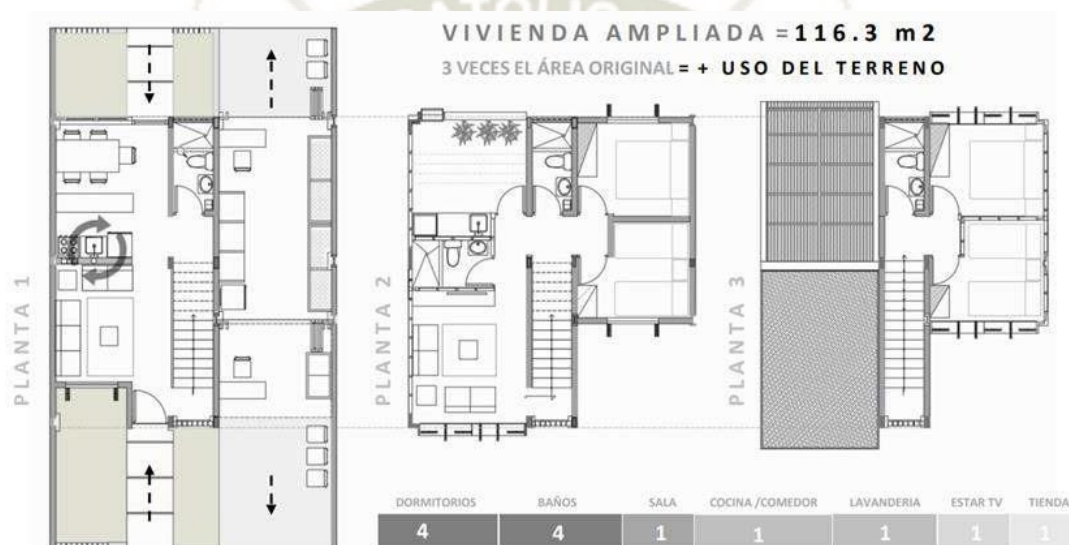 VIVIENDA AMPLIADA = 116.3 m2
3 VECES EL ÁREA ORIGINAL = + USO DEL TERRENO
PLANTA 1
PLANTA 2
PLANTA 3
DORMITORIOS BAÑOS SALA COCINA /COMEDOR LAVANDERIA ESTAR TV TIENDA
4 4 1 1 1 1 1